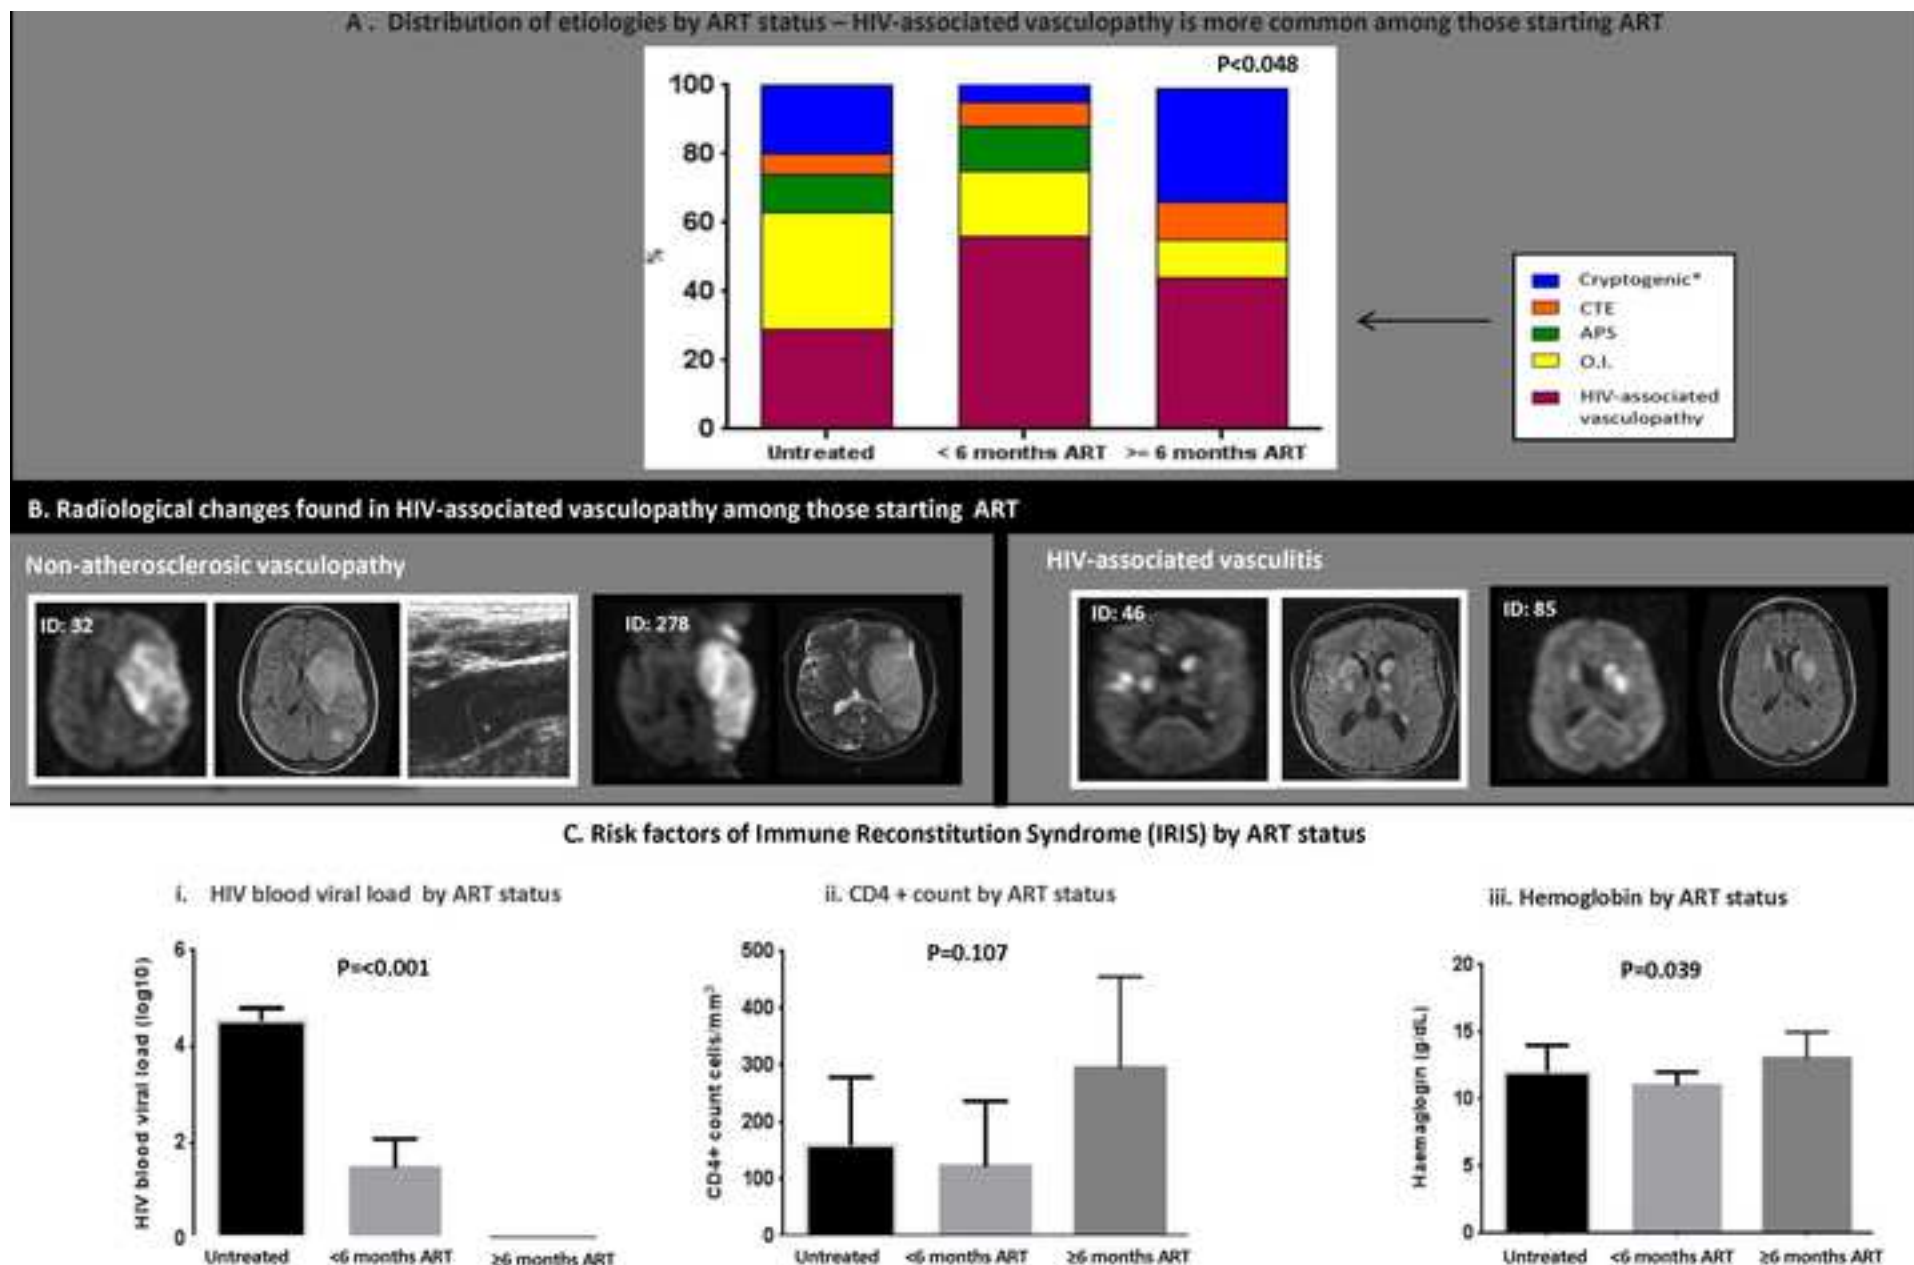 A . Distribution of etiologies by ART status – HIV-associated vasculopathy is more common among those starting ART
P<0.048
100
80
60
40
20
0
%
Untreated
< 6 months ART
>= 6 months ART
Cryptogenic*
CTE
APS
O.I.
HIV-associated
vasculopathy
B. Radiological changes found in HIV-associated vasculopathy among those starting ART
Non-atherosclerosic vasculopathy
HIV-associated vasculitis
ID: 32
ID: 278
ID: 46
ID: 85
C. Risk factors of Immune Reconstitution Syndrome (IRIS) by ART status
i. HIV blood viral load by ART status
P=<0.001
HIV blood viral load (log10)
6
4
2
0
Untreated
<6 months ART
≥6 months ART
ii. CD4 + count by ART status
P=0.107
CD4+ count cells/mm³
500
400
300
200
100
0
Untreated
<6 months ART
≥6 months ART
iii. Hemoglobin by ART status
P=0.039
Haemaglogin (g/dL)
20
15
10
5
0
Untreated
<6 months ART
≥6 months ART